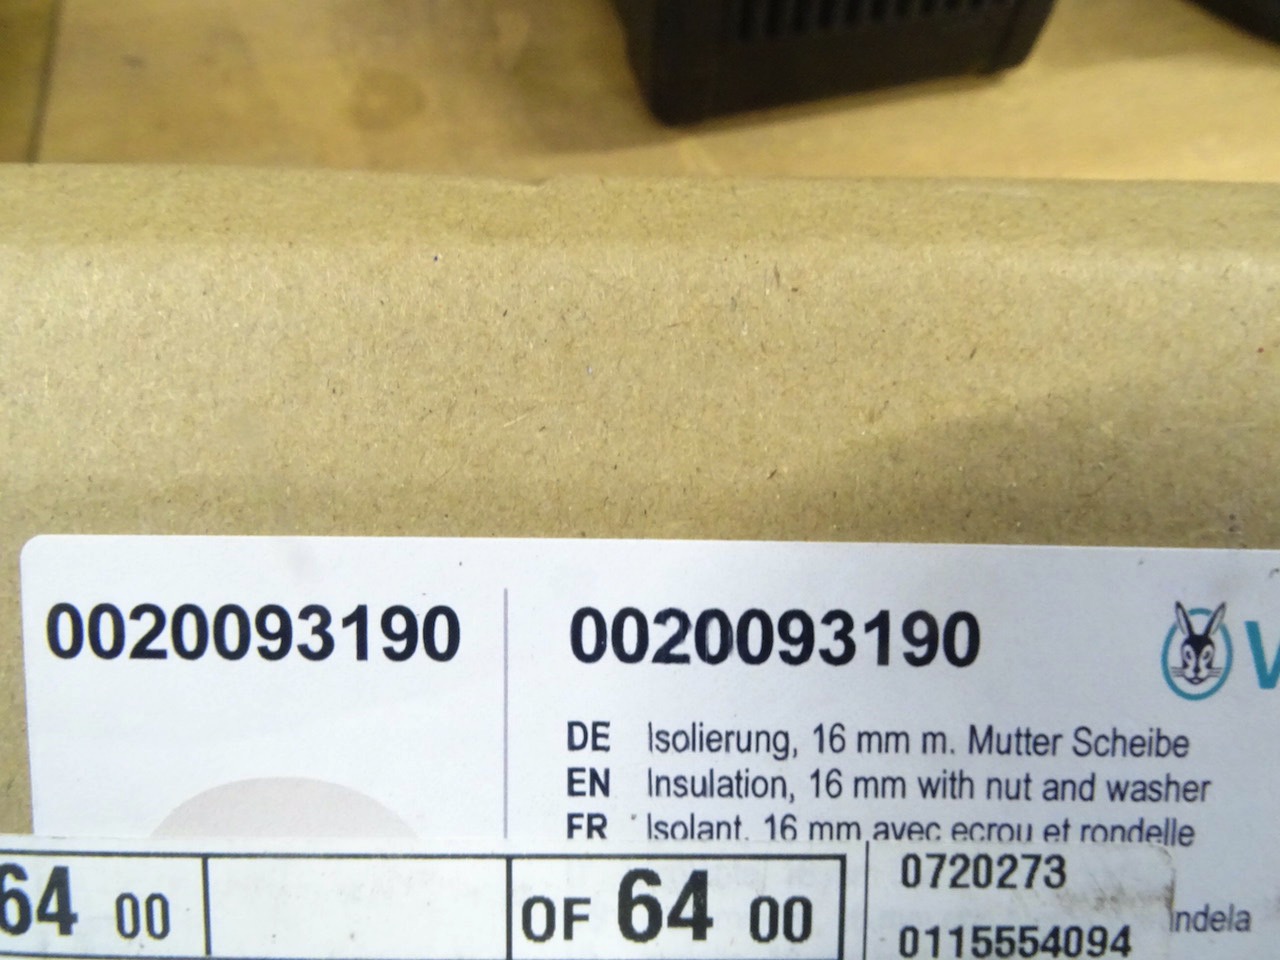 0020093190
0020093190
V
DE Isolierung, 16 mm m. Mutter Scheibe
EN Insulation, 16 mm with nut and washer
FR Isolant, 16 mm avec ecrou et rondelle
64 00
OF 64 00
0720273
0115554094
ndela